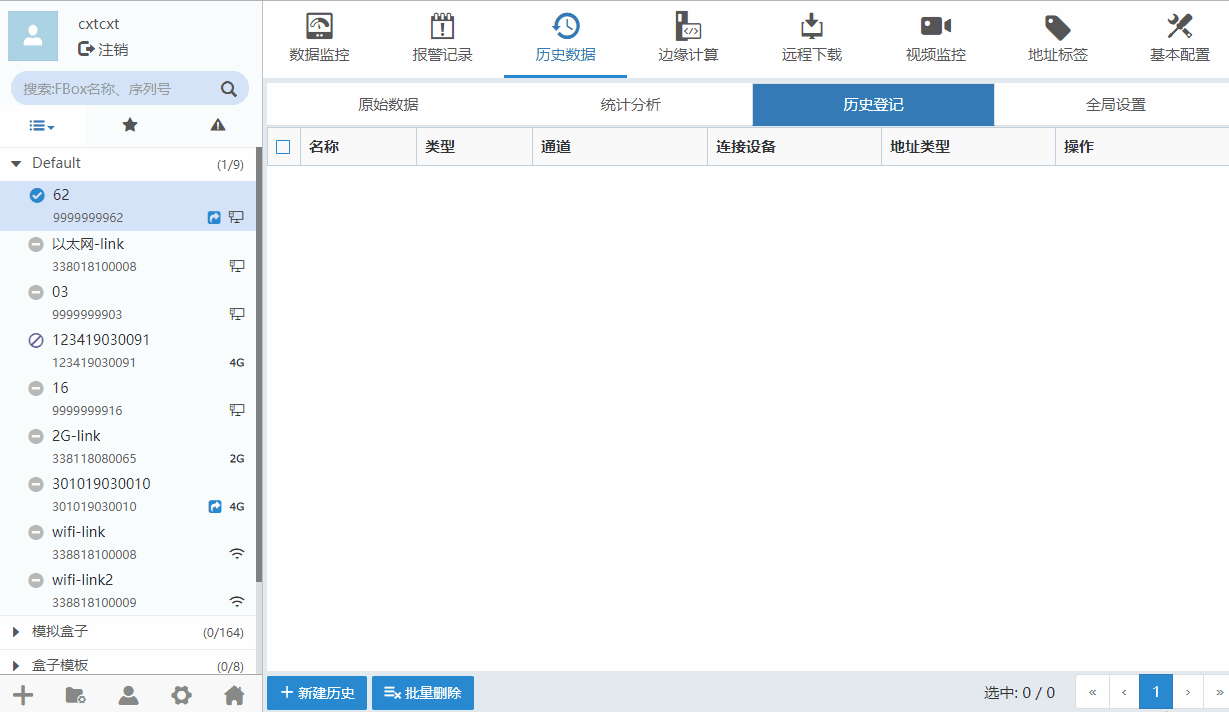 cxtcxt
注销
搜索:FBox名称、序列号
Default (1/9)
62
9999999962
以太网-link
338018100008
03
9999999903
123419030091
123419030091 4G
16
9999999916
2G-link
338118080065 2G
301019030010
301019030010 4G
wifi-link
338818100008
wifi-link2
338818100009
模拟盒子 (0/164)
盒子模板 (0/8)
数据监控 报警记录 历史数据 边缘计算 远程下载 视频监控 地址标签 基本配置
原始数据 统计分析 历史登记 全局设置
名称 类型 通道 连接设备 地址类型 操作
新建历史 批量删除 选中: 0 / 0 « ‹ 1 › »